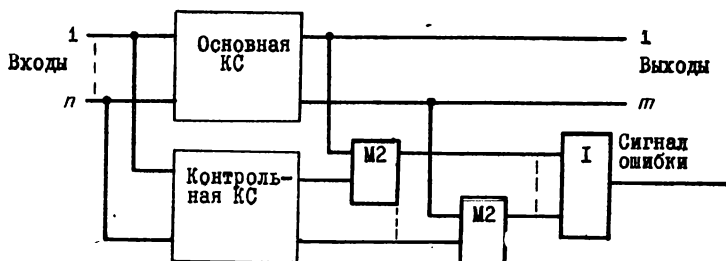 1
Входы
n
Основная
КС
1
Выходы
m
Контроль-
ная КС
М2
М2
I
Сигнал
ошибки